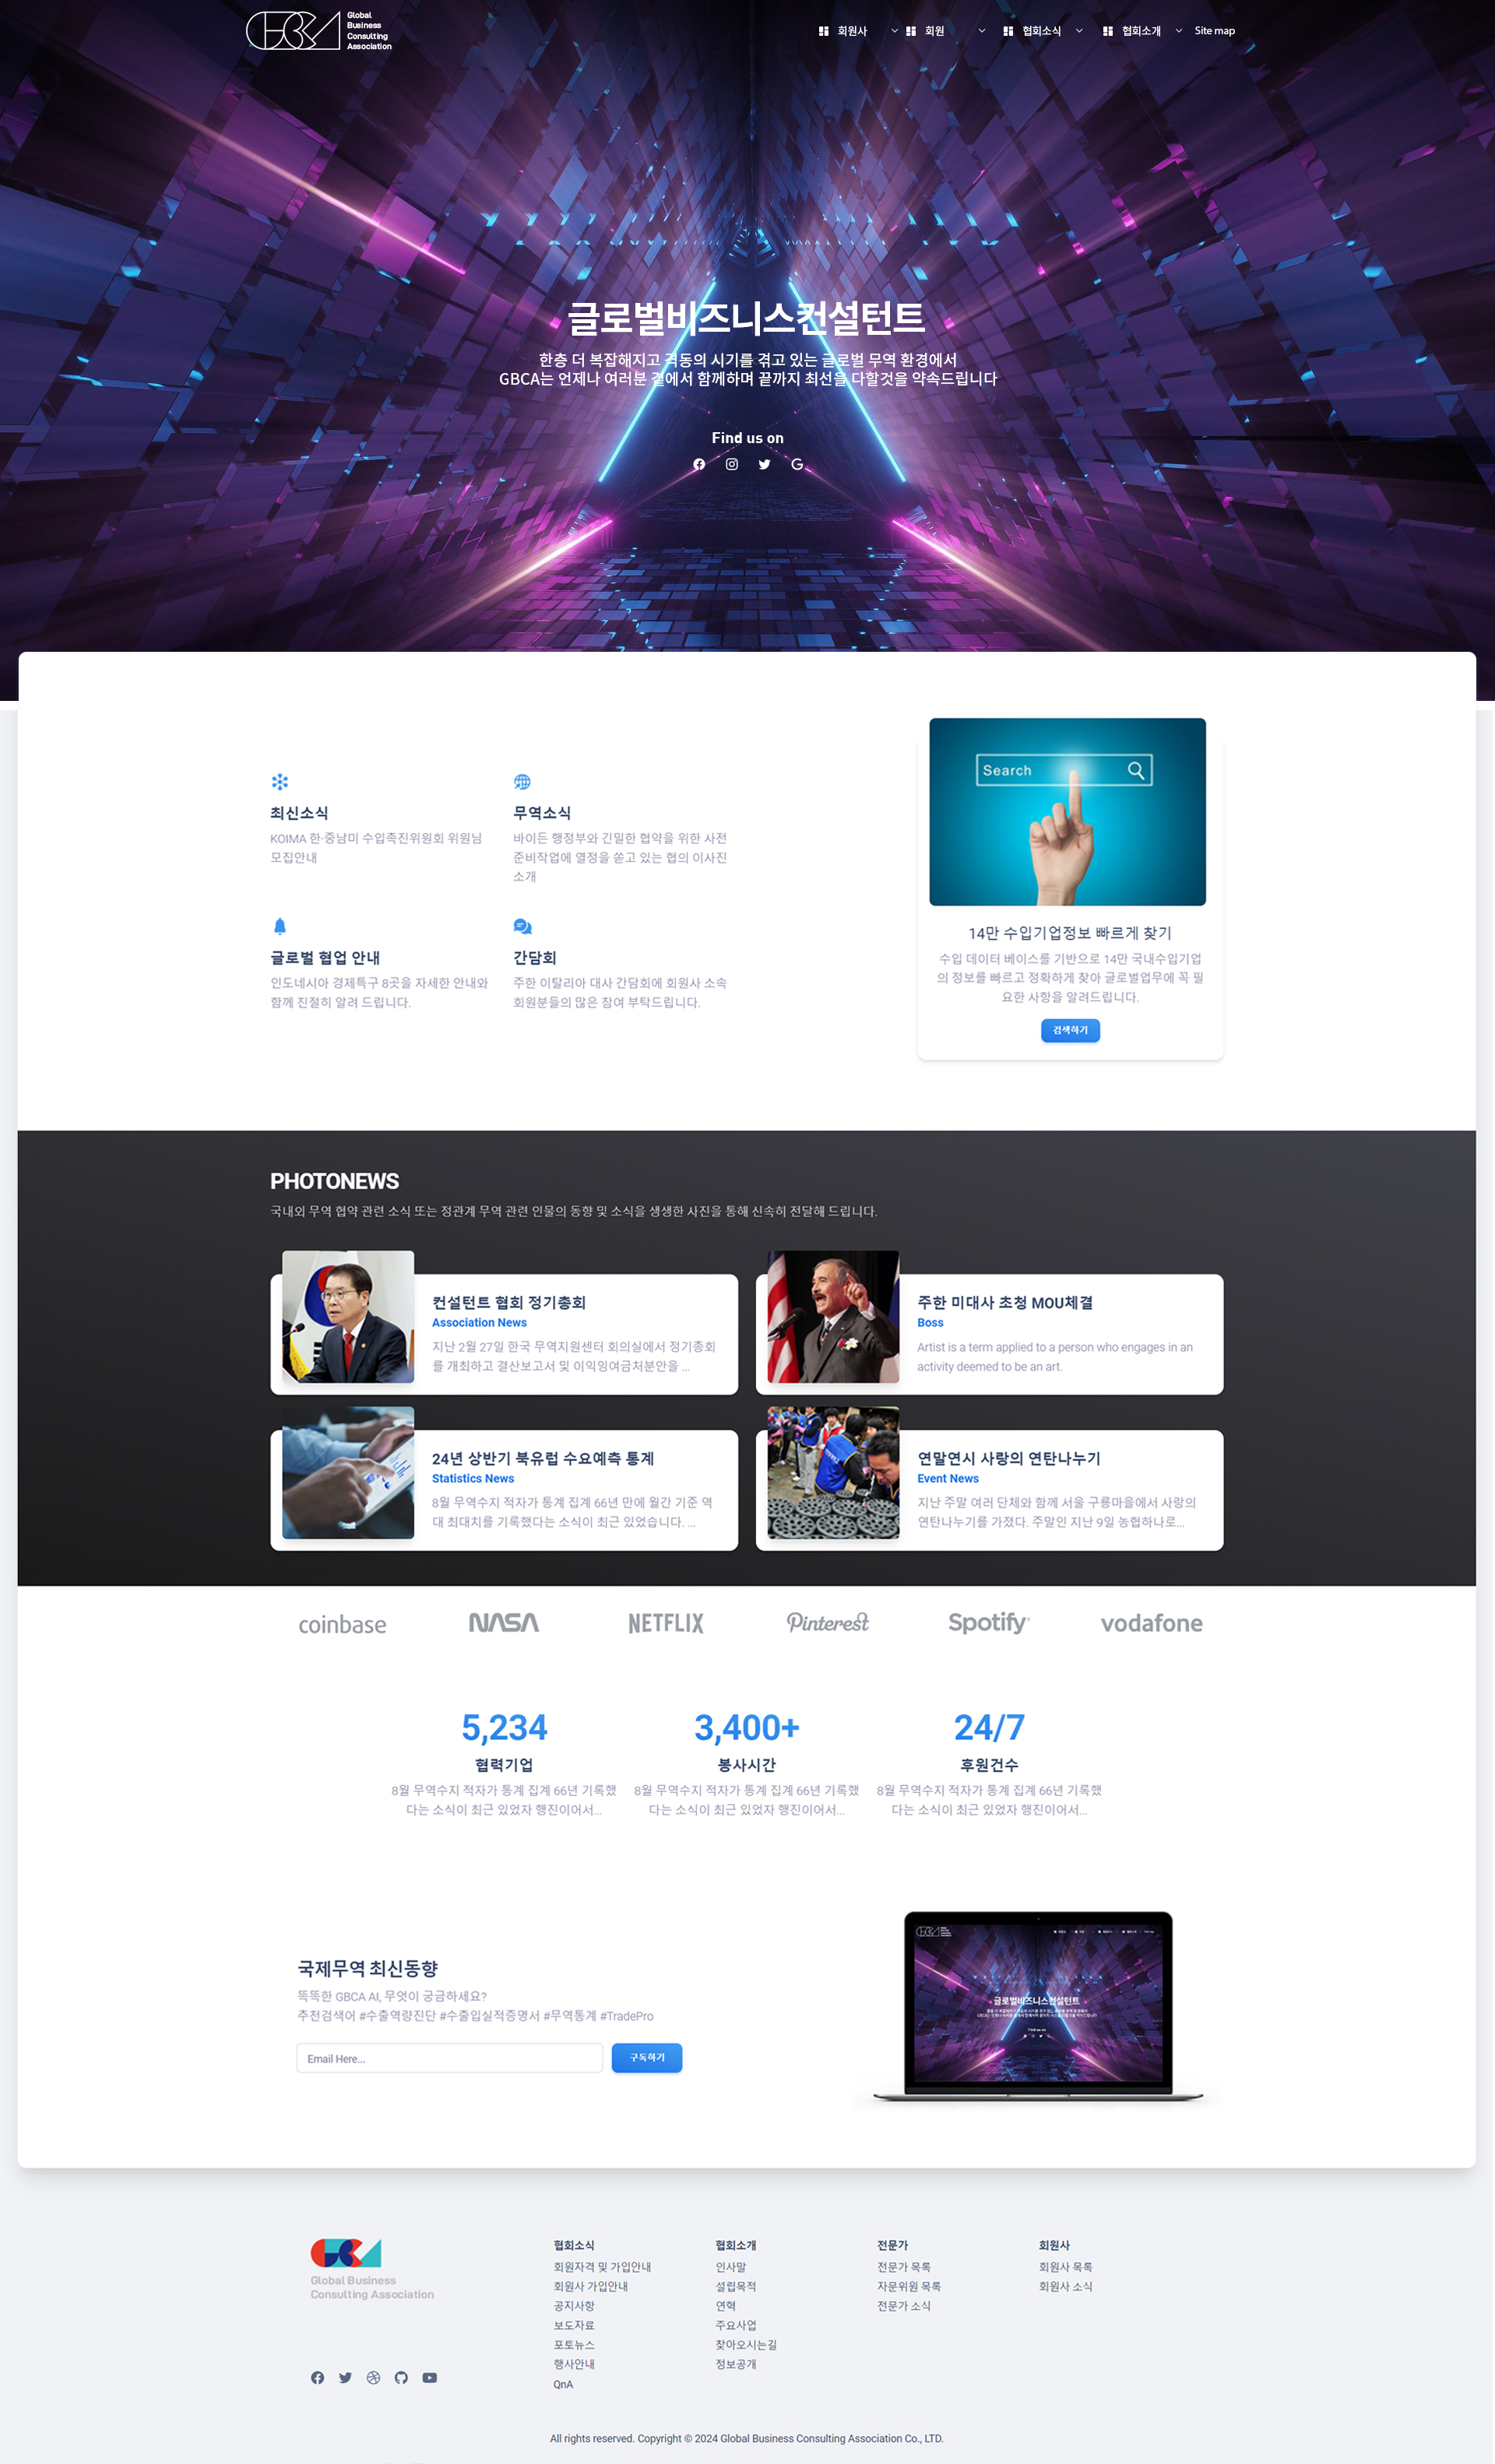 Global
Business
Consulting
Association
회원사
회원
협회소식
협회소개
Site map
글로벌비즈니스컨설턴트
한층 더 복잡해지고 격동의 시기를 겪고 있는 글로벌 무역 환경에서
GBCA는 언제나 여러분 곁에서 함께하며 끝까지 최선을 다할것을 약속드립니다
Find us on
최신소식
KOIMA 한·중남미 수입촉진위원회 위원님
모집안내
무역소식
바이든 행정부와 긴밀한 협약을 위한 사전
준비작업에 열정을 쏟고 있는 협의 이사진
소개
글로벌 협업 안내
인도네시아 경제특구 8곳을 자세한 안내와
함께 친절히 알려 드립니다.
간담회
주한 이탈리아 대사 간담회에 회원사 소속
회원분들의 많은 참여 부탁드립니다.
Search
14만 수입기업정보 빠르게 찾기
수입 데이터 베이스를 기반으로 14만 국내수입기업
의 정보를 빠르고 정확하게 찾아 글로벌업무에 꼭 필
요한 사항을 알려드립니다.
검색하기
PHOTONEWS
국내외 무역 협약 관련 소식 또는 정관계 무역 관련 인물의 동향 및 소식을 생생한 사진을 통해 신속히 전달해 드립니다.
컨설턴트 협회 정기총회
Association News
지난 2월 27일 한국 무역지원센터 회의실에서 정기총회
를 개최하고 결산보고서 및 이익잉여금처분안을 ...
주한 미대사 초청 MOU체결
Boss
Artist is a term applied to a person who engages in an
activity deemed to be an art.
24년 상반기 북유럽 수요예측 통계
Statistics News
8월 무역수지 적자가 통계 집계 66년 만에 월간 기준 역
대 최대치를 기록했다는 소식이 최근 있었습니다. ...
연말연시 사랑의 연탄나누기
Event News
지난 주말 여러 단체와 함께 서울 구룡마을에서 사랑의
연탄나누기를 가졌다. 주말인 지난 9일 농협하나로...
coinbase
NASA
NETFLIX
Pinterest
Spotify
vodafone
5,234
협력기업
8월 무역수지 적자가 통계 집계 66년 기록했
다는 소식이 최근 있었자 행진이어서...
3,400+
봉사시간
8월 무역수지 적자가 통계 집계 66년 기록했
다는 소식이 최근 있었자 행진이어서...
24/7
후원건수
8월 무역수지 적자가 통계 집계 66년 기록했
다는 소식이 최근 있었자 행진이어서...
국제무역 최신동향
똑똑한 GBCA AI, 무엇이 궁금하세요?
추천검색어 #수출역량진단 #수출입실적증명서 #무역통계 #TradePro
Email Here...
구독하기
글로벌비즈니스컨설턴트
Find us on
Global Business
Consulting Association
협회소식
회원자격 및 가입안내
회원사 가입안내
공지사항
보도자료
포토뉴스
행사안내
QnA
협회소개
인사말
설립목적
연혁
주요사업
찾아오시는길
정보공개
전문가
전문가 목록
자문위원 목록
전문가 소식
회원사
회원사 목록
회원사 소식
All rights reserved. Copyright © 2024 Global Business Consulting Association Co., LTD.